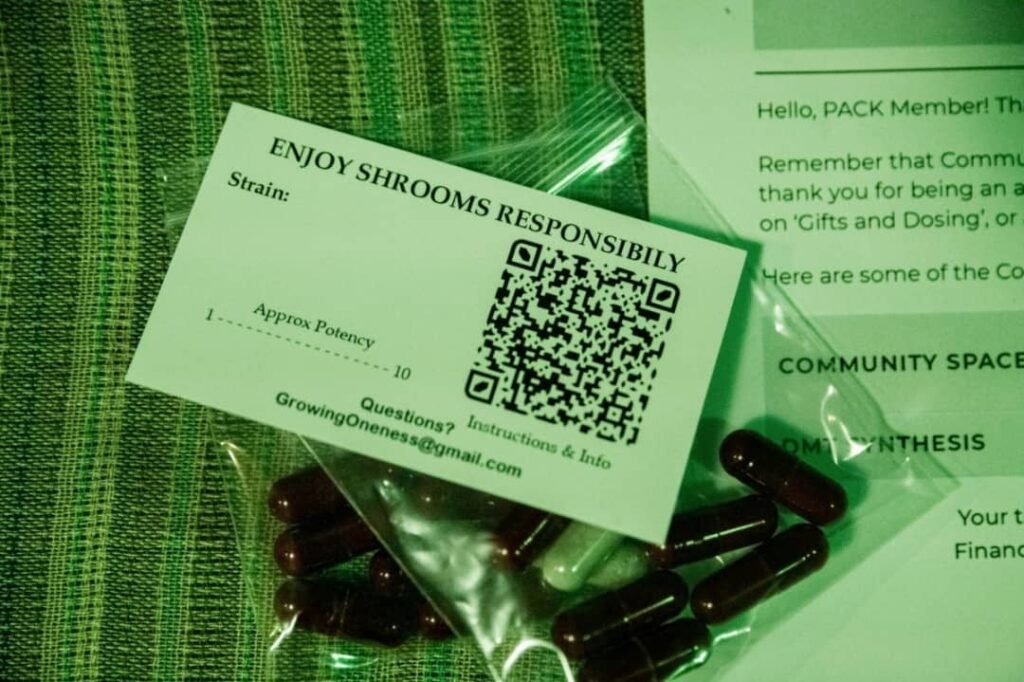 ENJOY SHROOMS RESPONSIBILY
Strain:
Approx Potency
1 - - - - - - - - - - - - - - - - - - - 10
Questions?
GrowingOneness@gmail.com
Instructions & Info
Hello, PACK Member! Th
Remember that Commu
thank you for being an a
on ‘Gifts and Dosing’, or
Here are some of the Co
COMMUNITY SPACE
DMT SYNTHESIS
Your t
Financ